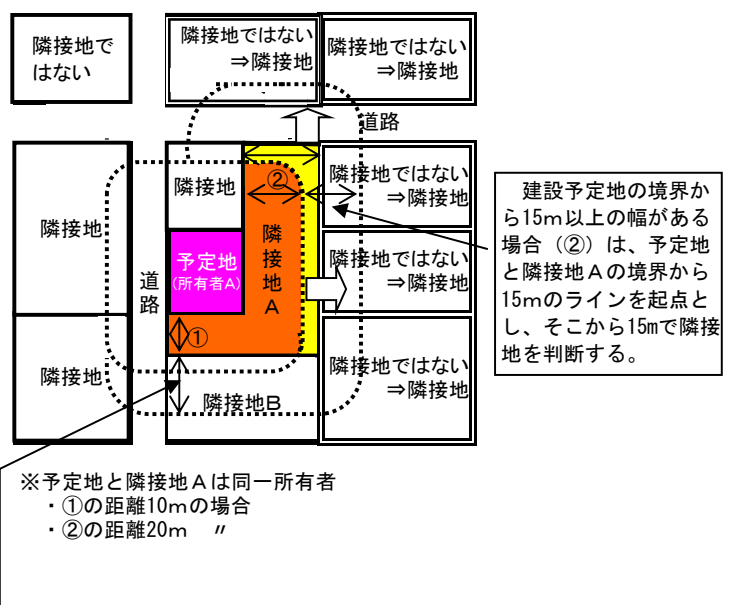 隣接地で
はない
隣接地ではない
⇒隣接地
隣接地ではない
⇒隣接地
道路
隣接地
隣接地
②
隣接地ではない
⇒隣接地
予定地
(所有者A)
隣接地A
道路
隣接地ではない
⇒隣接地
①
隣接地
隣接地B
隣接地ではない
⇒隣接地
建設予定地の境界か
ら15m以上の幅がある
場合（②）は、予定地
と隣接地Aの境界から
15mのラインを起点と
し、そこから15mで隣接
地を判断する。
※予定地と隣接地Aは同一所有者
・①の距離10mの場合
・②の距離20m 〃